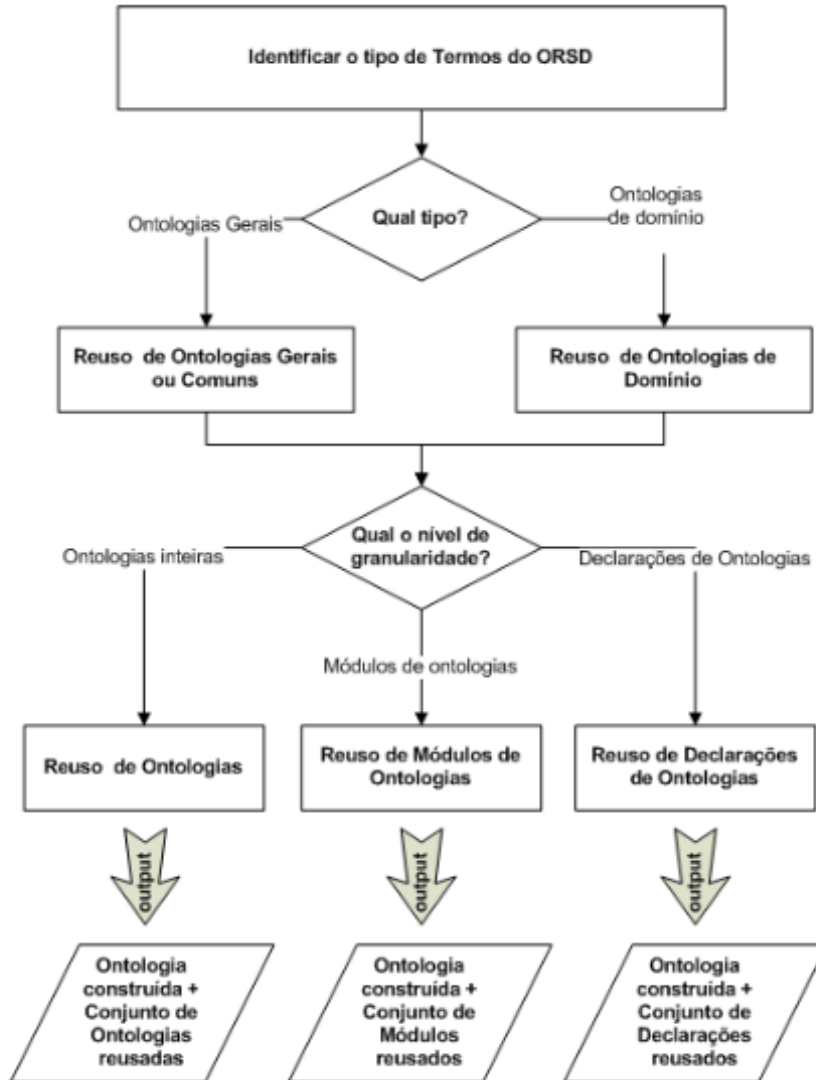 Identificar o tipo de Termos do ORSD
Qual tipo?
Ontologias Gerais
Ontologias
de domínio
Reuso de Ontologias Gerais
ou Comuns
Reuso de Ontologias de
Domínio
Qual o nível de
granularidade?
Ontologias inteiras
Declarações de Ontologias
Módulos de ontologias
Reuso de Ontologias
Reuso de Módulos de
Ontologias
Reuso de Declarações
de Ontologias
output
output
output
Ontologia
construída +
Conjunto de
Ontologias
reusadas
Ontologia
construída +
Conjunto de
Módulos
reusados
Ontologia
construída +
Conjunto de
Declarações
reusados